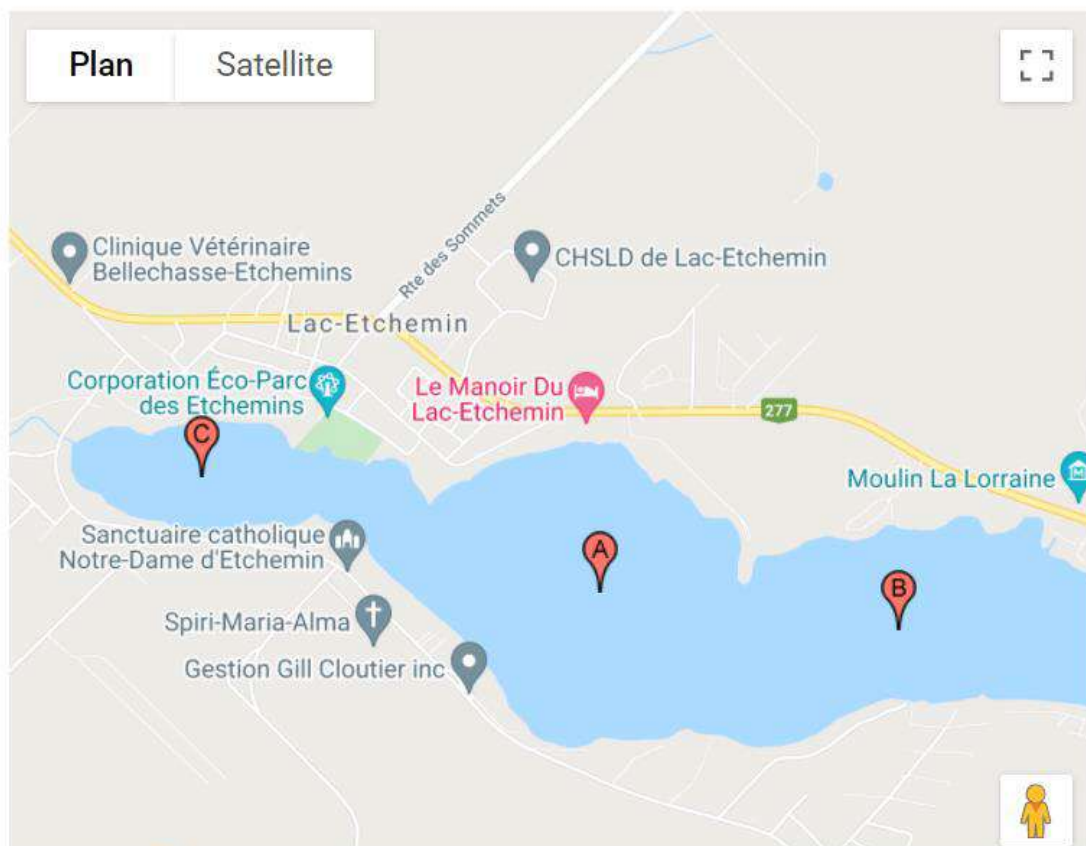 Plan
Satellite
Rte des Sommets
Clinique Vétérinaire
Bellechasse-Etchemins
CHSLD de Lac-Etchemin
Lac-Etchemin
Corporation Éco-Parc
des Etchemins
Le Manoir Du
Lac-Etchemin
277
C
Moulin La Lorraine
M
Sanctuaire catholique
Notre-Dame d'Etchemin
A
B
Spiri-Maria-Alma
Gestion Gill Cloutier inc